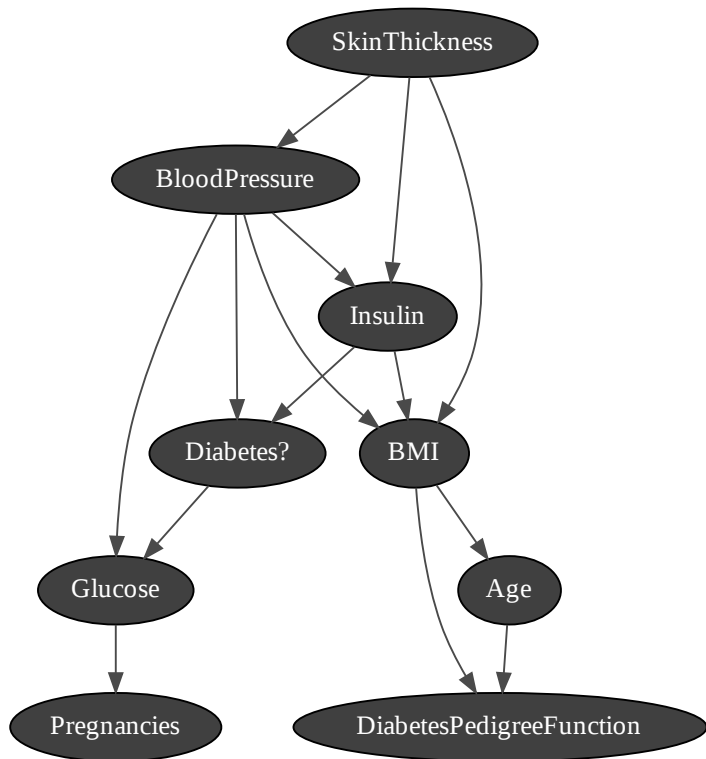 SkinThickness
BloodPressure
Insulin
Diabetes?
BMI
Glucose
Age
Pregnancies
DiabetesPedigreeFunction